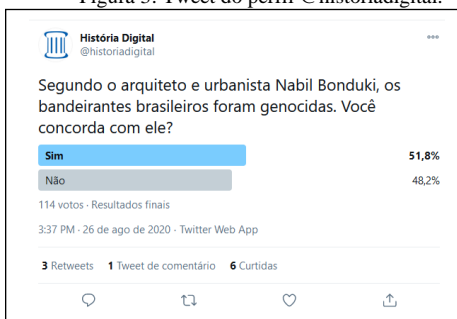 Figura 3: Tweet do perfil @historiadigital.
História Digital
@historiadigital
Segundo o arquiteto e urbanista Nabil Bonduki, os
bandeirantes brasileiros foram genocidas. Você
concorda com ele?
Sim 51,8%
Não 48,2%
114 votos · Resultados finais
3:37 PM · 26 de ago de 2020 · Twitter Web App
3 Retweets 1 Tweet de comentário 6 Curtidas